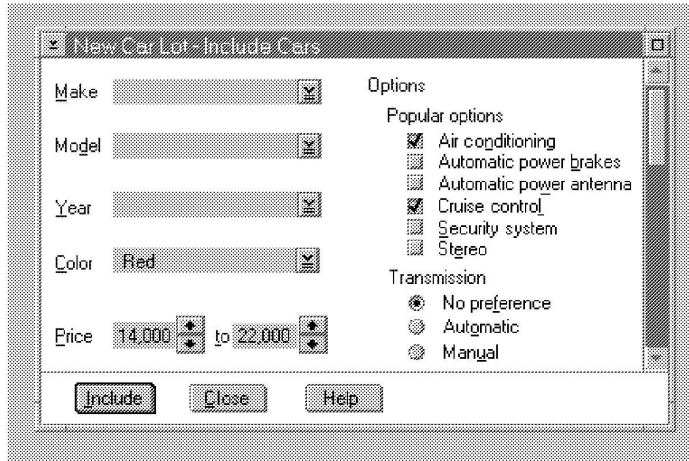 New Car Lot - Include Cars
Make
Model
Year
Color Red
Price 14,000 to 22,000
Options
Popular options
Air conditioning
Automatic power brakes
Automatic power antenna
Cruise control
Security system
Stereo
Transmission
No preference
Automatic
Manual
Include Close Help